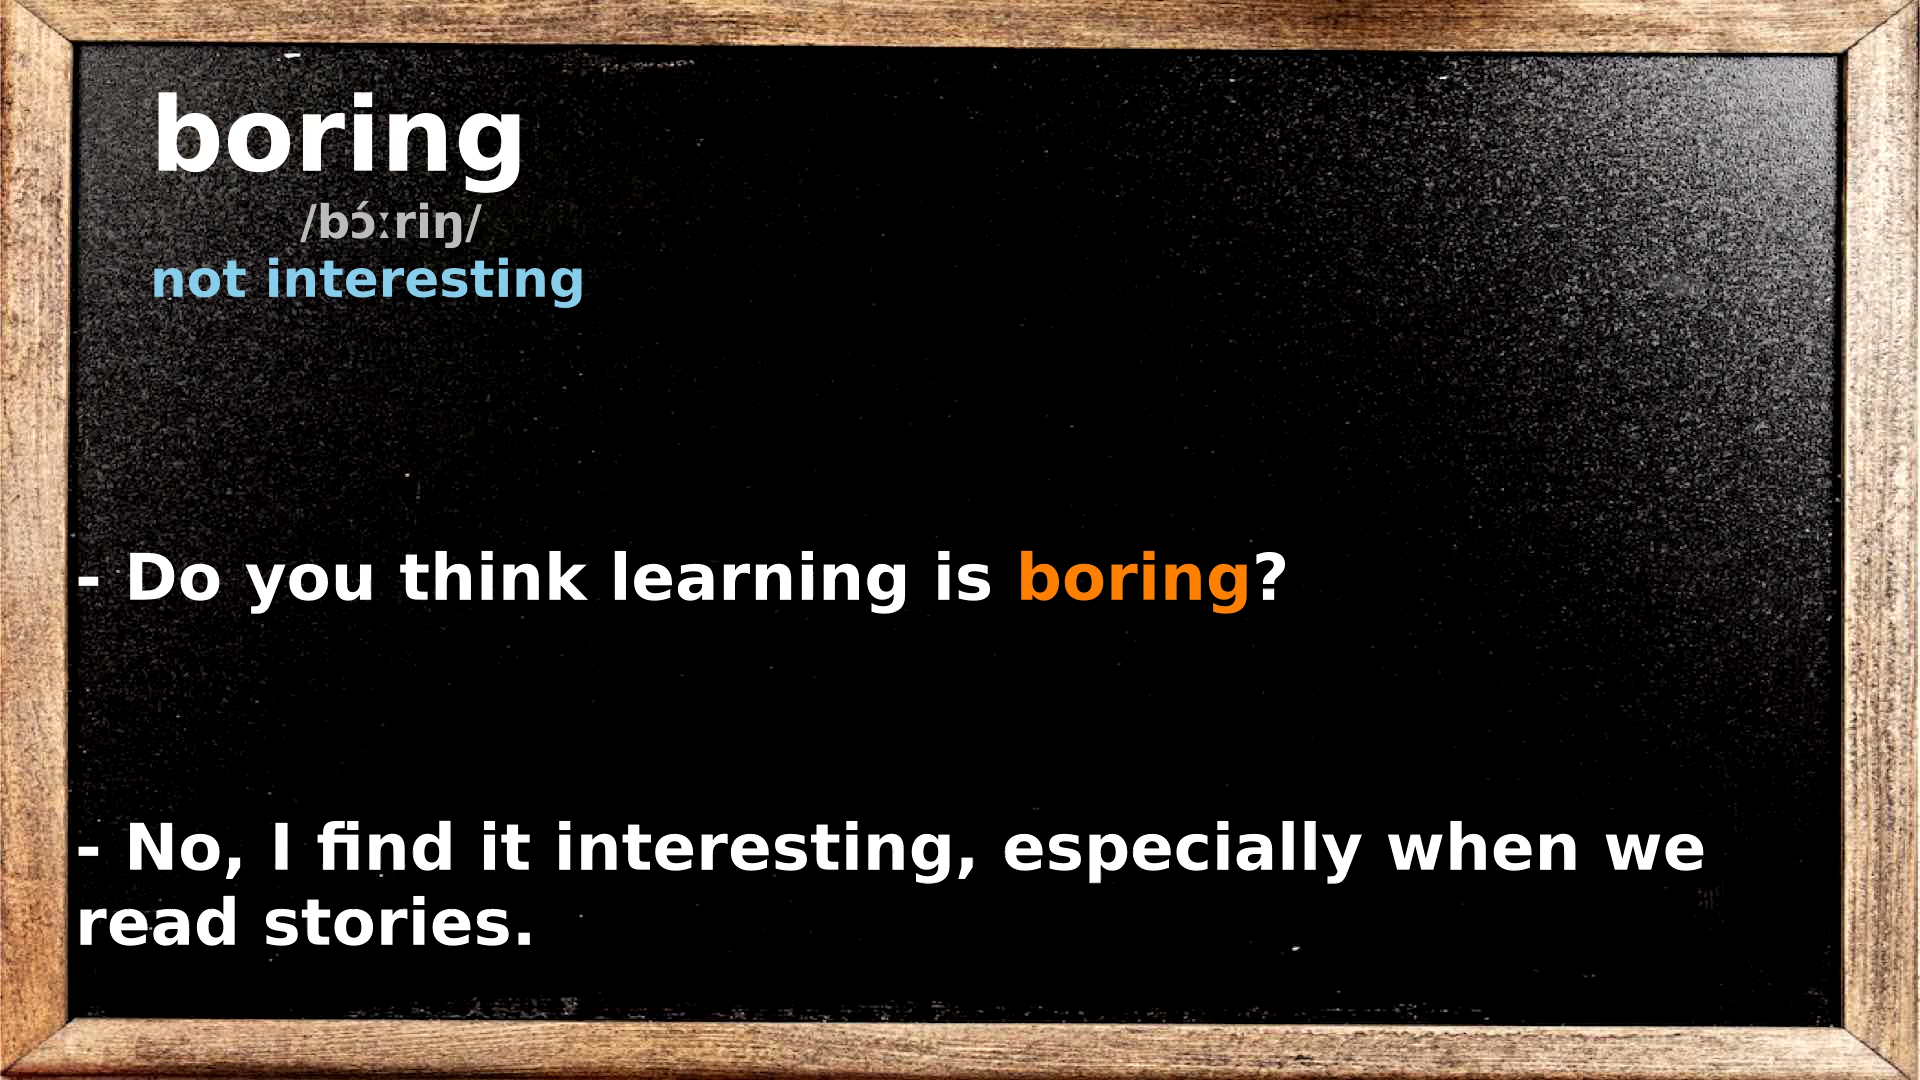 boring
/bɔ́ːriŋ/
not interesting
- Do you think learning is boring?
- No, I find it interesting, especially when we
read stories.